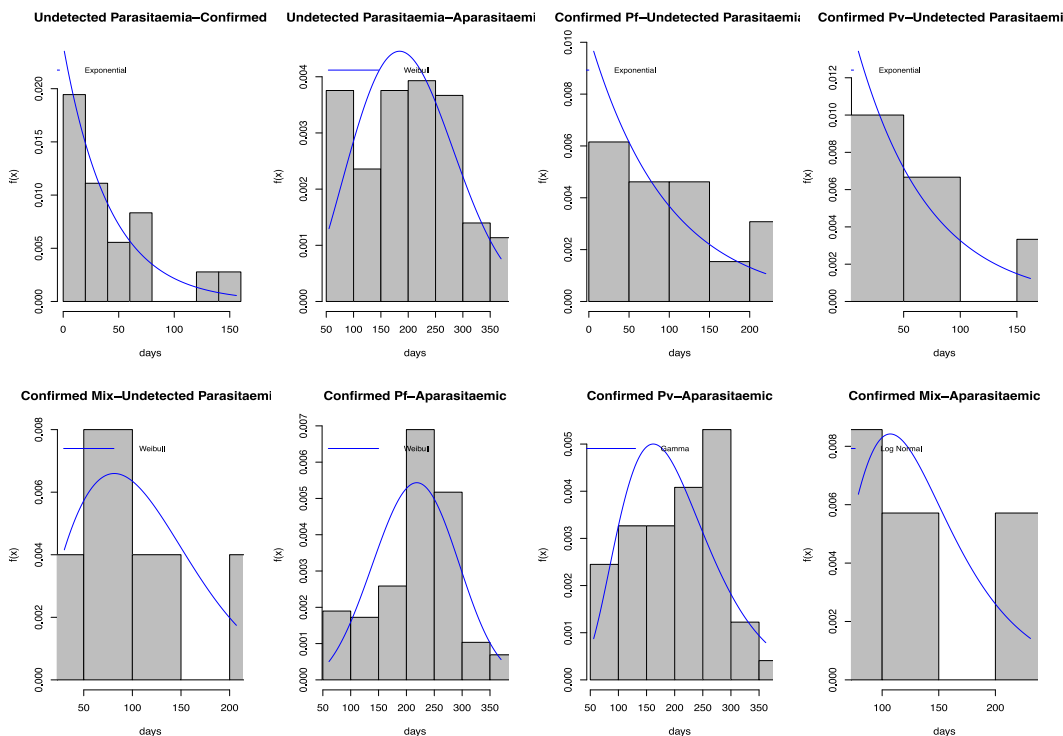 Undetected Parasitaemia−Confirmed
Exponential
f(x)
0.000
0.005
0.010
0.015
0.020
0 50 100 150
days
Undetected Parasitaemia−Aparasitaemi
Weibull
f(x)
0.000
0.001
0.002
0.003
0.004
50 100 150 200 250 300 350
days
Confirmed Pf−Undetected Parasitaemia
Exponential
f(x)
0.000
0.002
0.004
0.006
0.008
0.010
0 50 100 150 200
days
Confirmed Pv−Undetected Parasitaemi
Exponential
f(x)
0.000
0.002
0.004
0.006
0.008
0.010
0.012
50 100 150
days
Confirmed Mix−Undetected Parasitaemi
Weibull
f(x)
0.000
0.002
0.004
0.006
0.008
50 100 150 200
days
Confirmed Pf−Aparasitaemic
Weibull
f(x)
0.000
0.001
0.002
0.003
0.004
0.005
0.006
0.007
50 100 150 200 250 300 350
days
Confirmed Pv−Aparasitaemic
Gamma
f(x)
0.000
0.001
0.002
0.003
0.004
0.005
50 100 150 200 250 300 350
days
Confirmed Mix−Aparasitaemic
Log Normal
f(x)
0.000
0.002
0.004
0.006
0.008
100 150 200
days